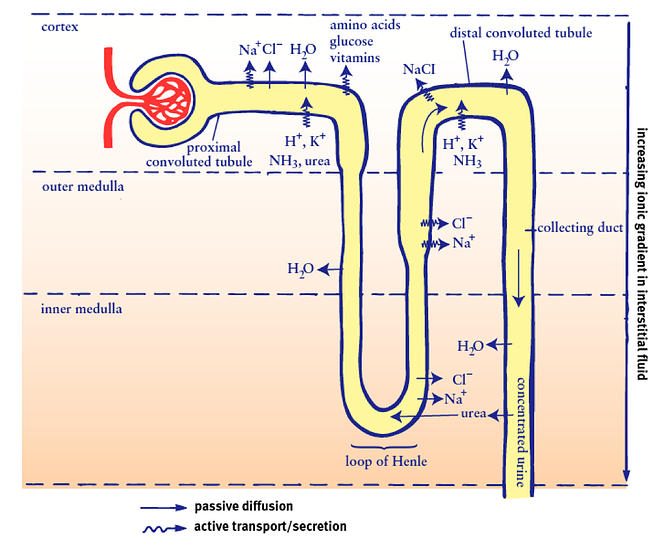 cortex
Na⁺Cl⁻
H₂O
amino acids
glucose
vitamins
NaCl
distal convoluted tubule
H₂O
proximal
convoluted tubule
H⁺, K⁺
NH₃, urea
H⁺, K⁺
NH₃
outer medulla
Cl⁻
Na⁺
collecting duct
H₂O
inner medulla
H₂O
Cl⁻
Na⁺
urea
concentrated urine
loop of Henle
increasing ionic gradient in interstitial fluid
passive diffusion
active transport/secretion